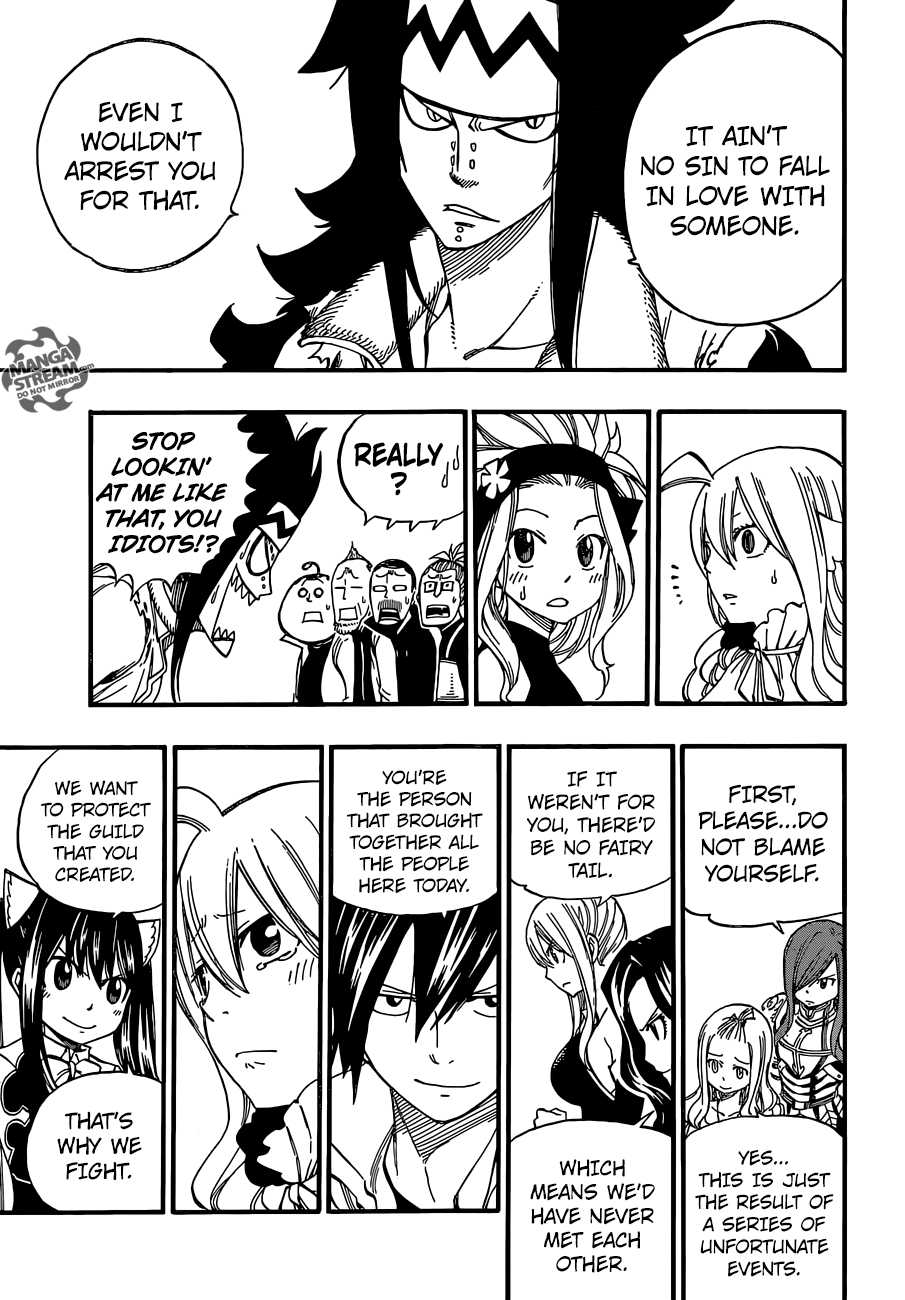 IT AIN'T
NO SIN TO FALL
IN LOVE WITH
SOMEONE.
EVEN I
WOULDN'T
ARREST YOU
FOR THAT.
MANGA
STREAM.com
DO NOT MIRROR
REALLY
?
STOP
LOOKIN'
AT ME LIKE
THAT, YOU
IDIOTS!?
FIRST,
PLEASE...DO
NOT BLAME
YOURSELF.
YES...
THIS IS JUST
THE RESULT OF
A SERIES OF
UNFORTUNATE
EVENTS.
IF IT
WEREN'T FOR
YOU, THERE'D
BE NO FAIRY
TAIL.
WHICH
MEANS WE'D
HAVE NEVER
MET EACH
OTHER.
YOU'RE
THE PERSON
THAT BROUGHT
TOGETHER ALL
THE PEOPLE
HERE TODAY.
WE WANT
TO PROTECT
THE GUILD
THAT YOU
CREATED.
THAT'S
WHY WE
FIGHT.